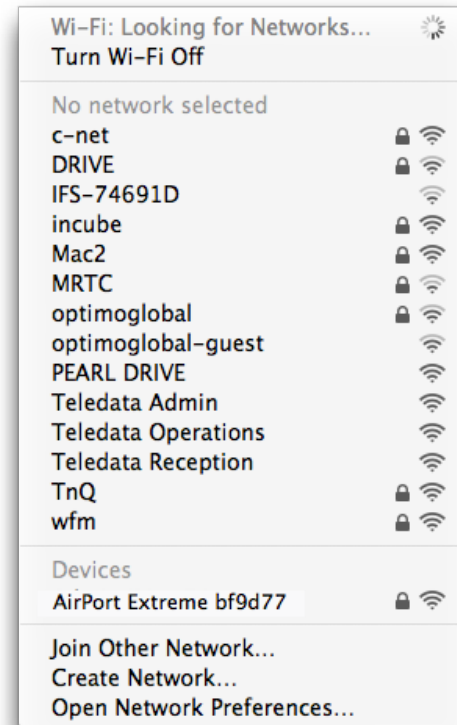 Wi-Fi: Looking for Networks...
Turn Wi-Fi Off
No network selected
c-net
DRIVE
IFS-74691D
incube
Mac2
MRTC
optimoglobal
optimoglobal-guest
PEARL DRIVE
Teledata Admin
Teledata Operations
Teledata Reception
TnQ
wfm
Devices
AirPort Extreme bf9d77
Join Other Network...
Create Network...
Open Network Preferences...